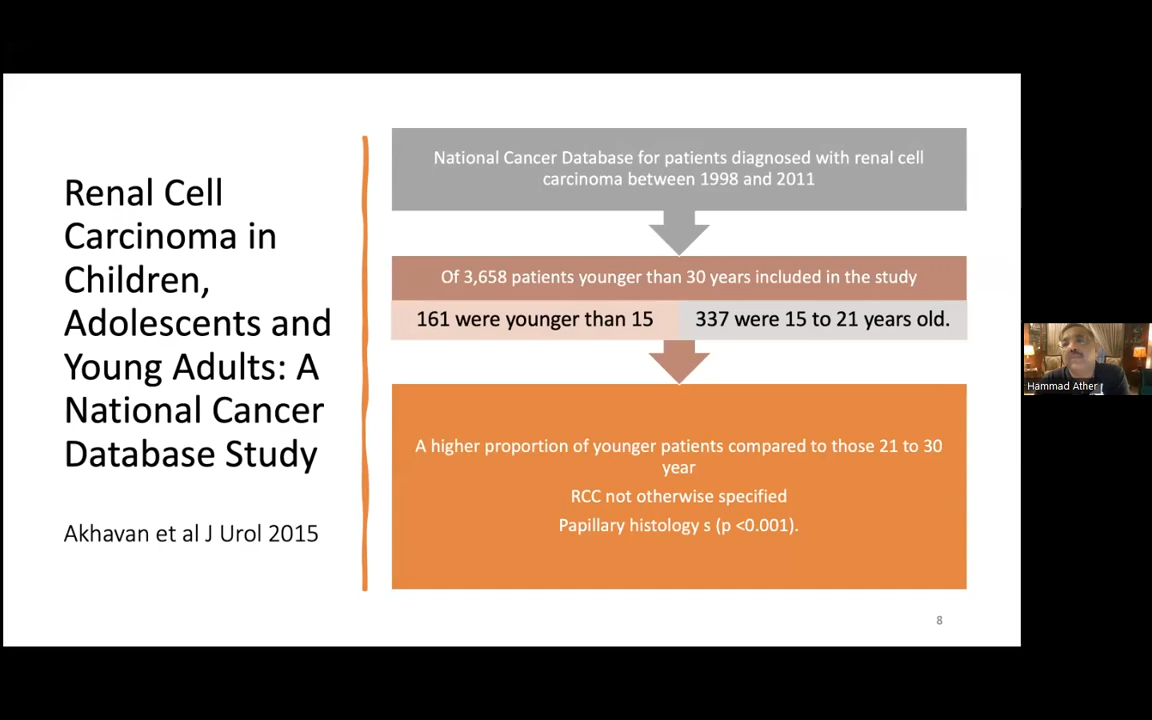 Renal Cell
Carcinoma in
Children,
Adolescents and
Young Adults: A
National Cancer
Database Study
Akhavan et al J Urol 2015
National Cancer Database for patients diagnosed with renal cell
carcinoma between 1998 and 2011
Of 3,658 patients younger than 30 years included in the study
161 were younger than 15
337 were 15 to 21 years old.
A higher proportion of younger patients compared to those 21 to 30
year
RCC not otherwise specified
Papillary histology s (p <0.001).
8
Hammad Ather